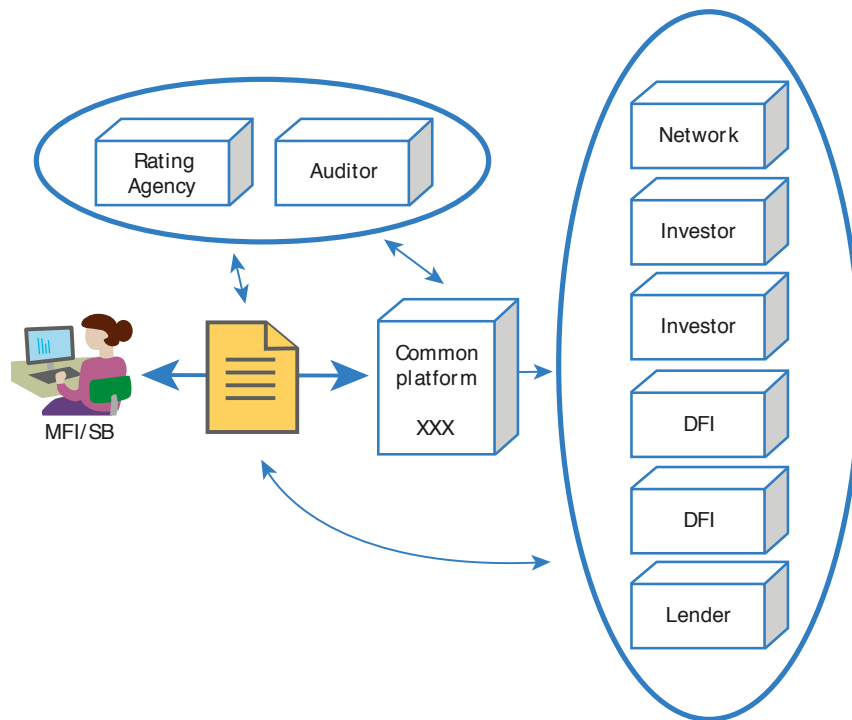 Rating
Agency
Auditor
MFI/SB
Common
platform
XXX
Network
Investor
Investor
DFI
DFI
Lender